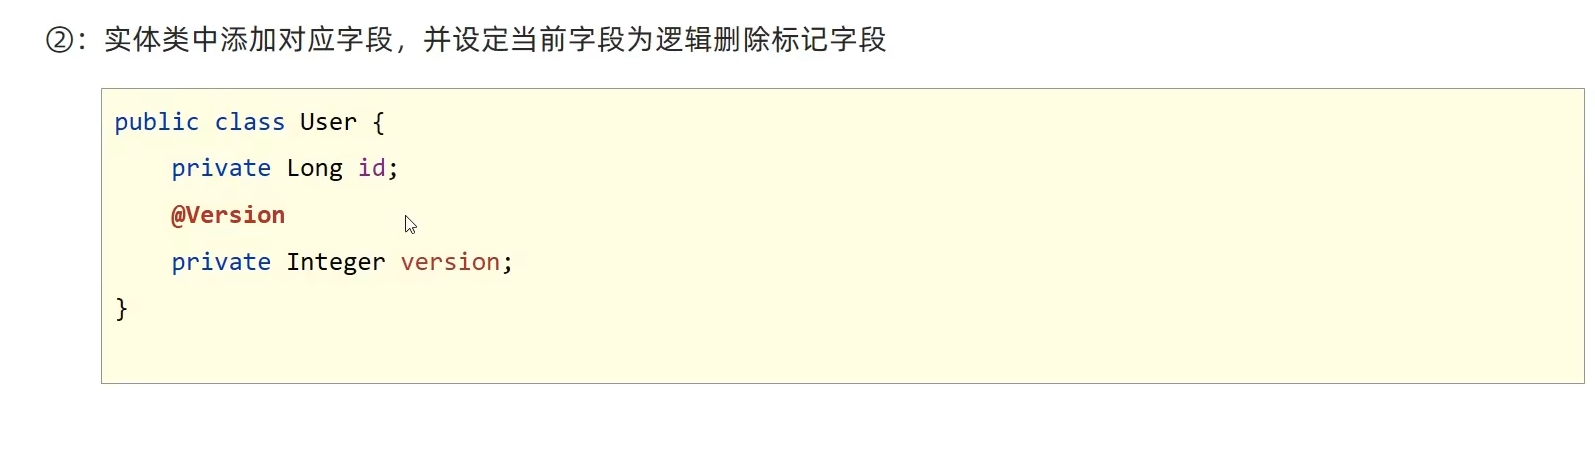 ②：实体类中添加对应字段，并设定当前字段为逻辑删除标记字段
public class User {
    private Long id;
    @Version
    private Integer version;
}